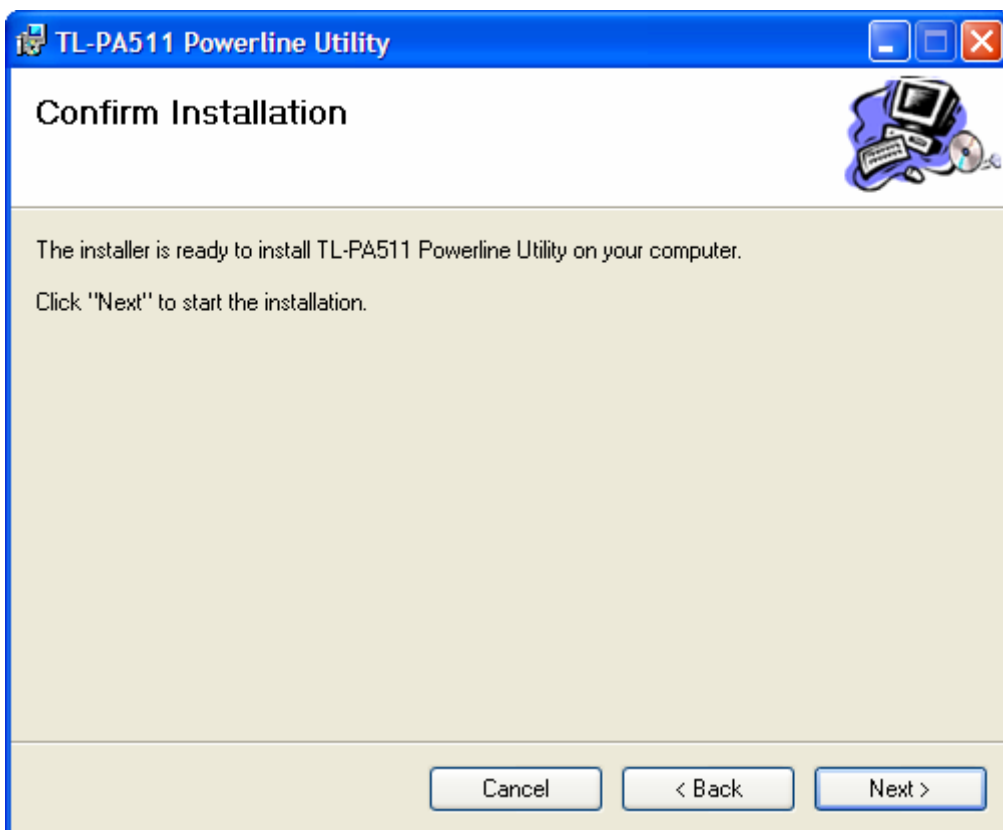 TL-PA511 Powerline Utility
Confirm Installation
The installer is ready to install TL-PA511 Powerline Utility on your computer.
Click "Next" to start the installation.
Cancel
< Back
Next >